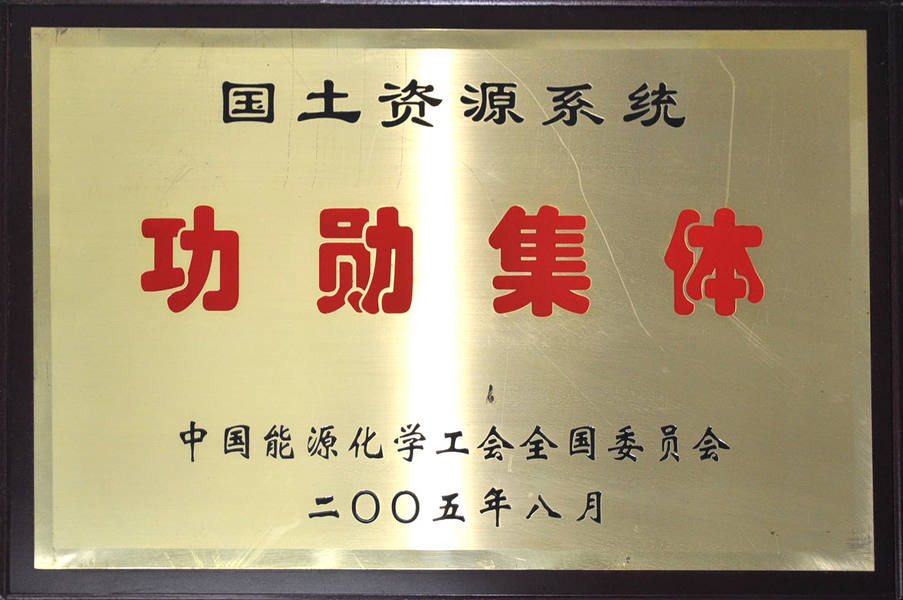 国土资源系统
功勋集体
中国能源化学工会全国委员会
二〇〇五年八月